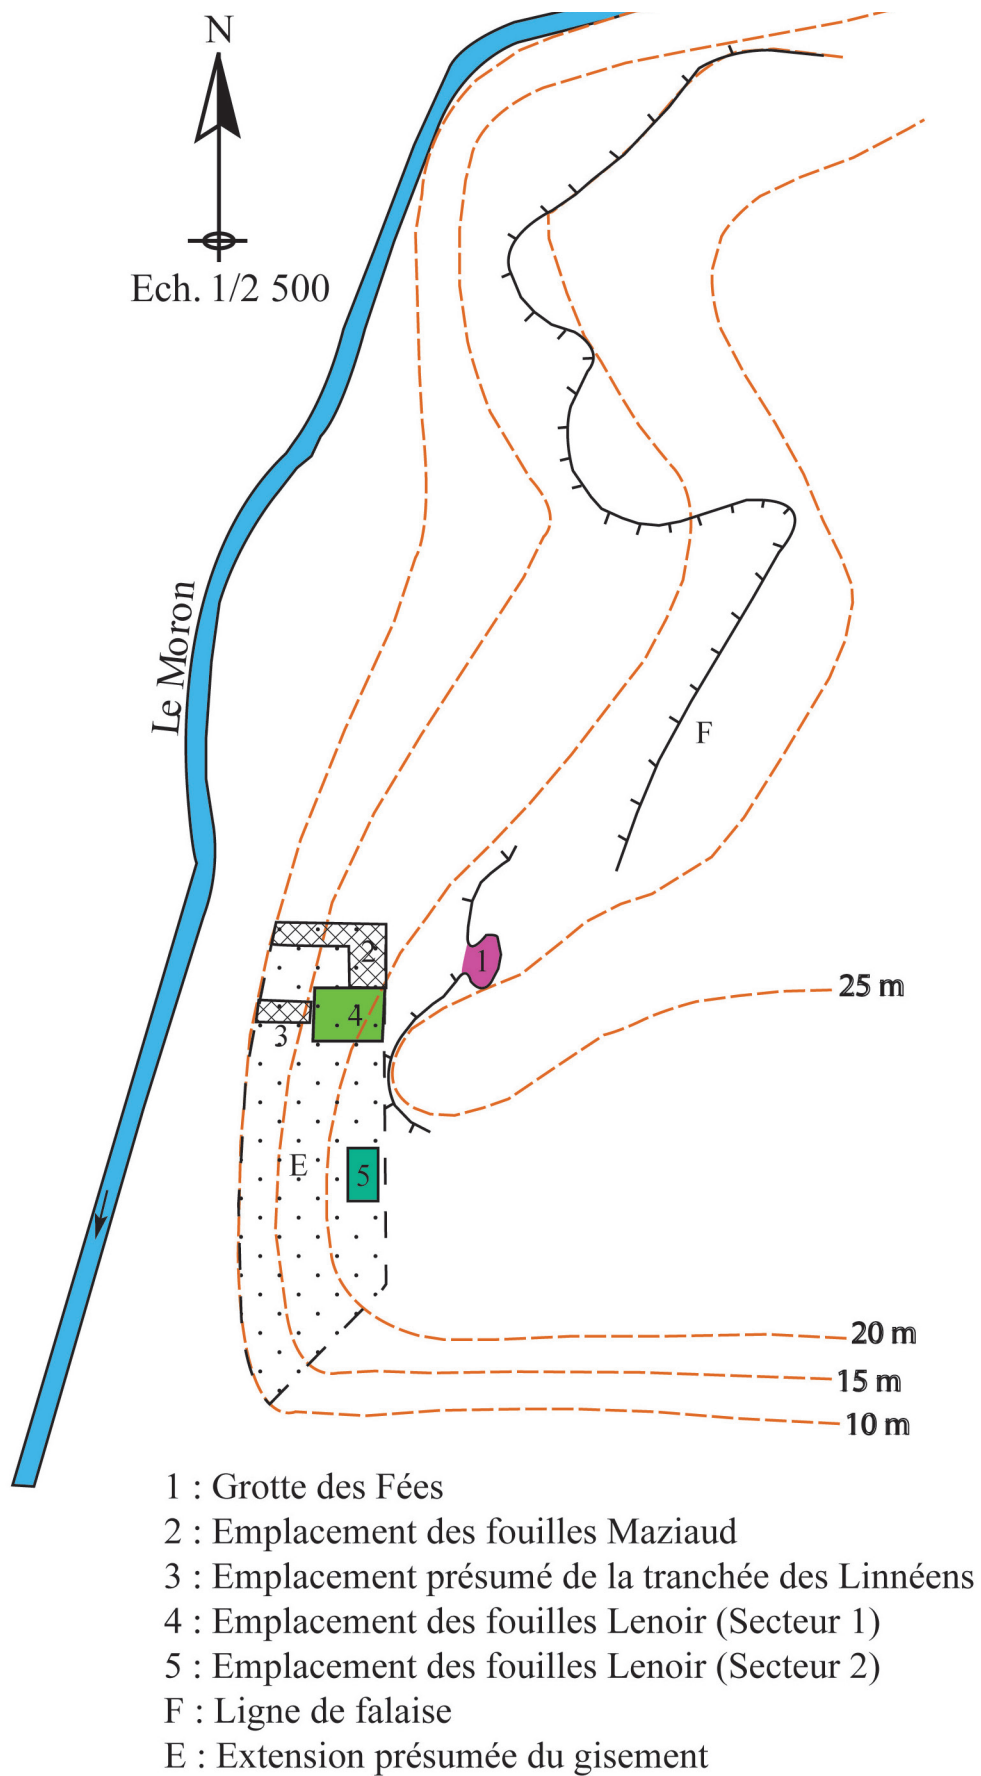 N
Ech. 1/2 500
Le Moron
F
2
1
4
3
25 m
E
5
20 m
15 m
10 m
1 : Grotte des Fées
2 : Emplacement des fouilles Maziaud
3 : Emplacement présumé de la tranchée des Linnéens
4 : Emplacement des fouilles Lenoir (Secteur 1)
5 : Emplacement des fouilles Lenoir (Secteur 2)
F : Ligne de falaise
E : Extension présumée du gisement